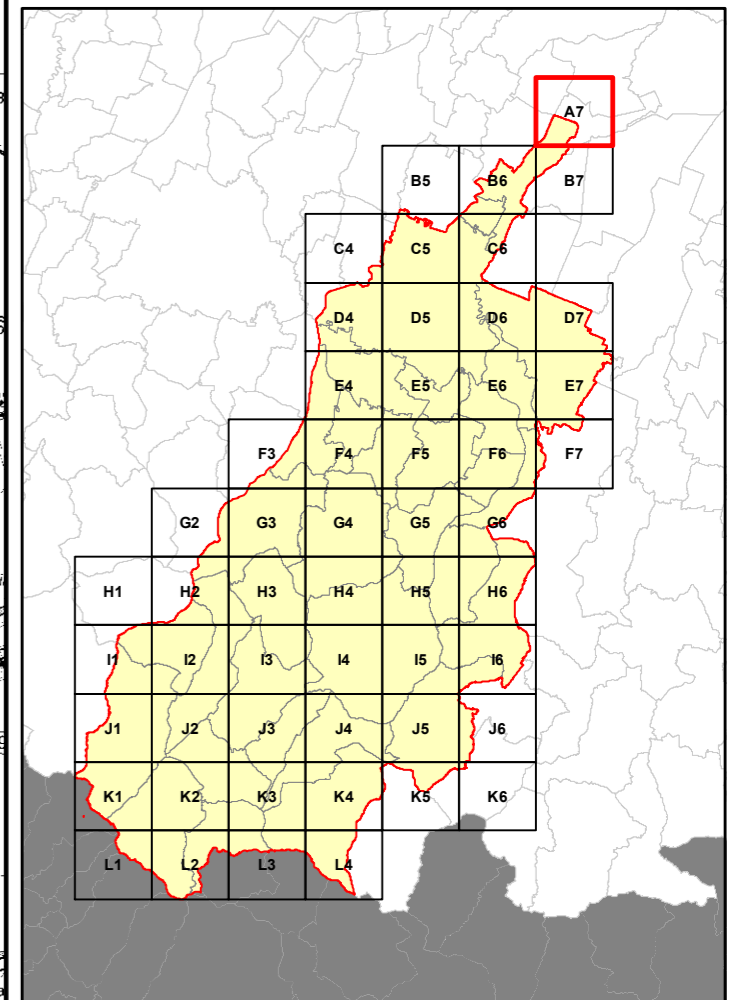 A7
B5 B6 B7
C4 C5 C6
D4 D5 D6 D7
E4 E5 E6 E7
F3 F4 F5 F6 F7
G2 G3 G4 G5 G6
H1 H2 H3 H4 H5 H6
I1 I2 I3 I4 I5 I6
J1 J2 J3 J4 J5 J6
K1 K2 K3 K4 K5 K6
L1 L2 L3 L4